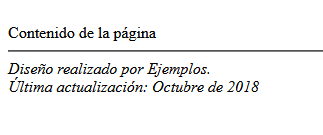 Contenido de la página
Diseño realizado por Ejemplos.
Última actualización: Octubre de 2018